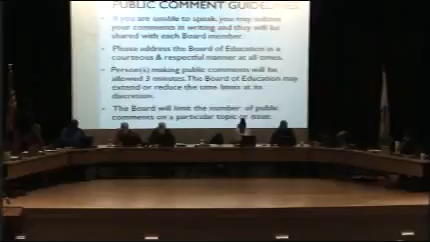 PUBLIC COMMENT GUIDELINES
• If you are unable to speak, you may submit
your comments in writing and they will be
shared with each Board member.
• Please address the Board of Education in a
courteous & respectful manner at all times.
• Person(s) making public comments will be
allowed 3 minutes. The Board of Education may
extend or reduce the time limits at its
discretion.
• The Board will limit the number of public
comments on a particular topic or issue.